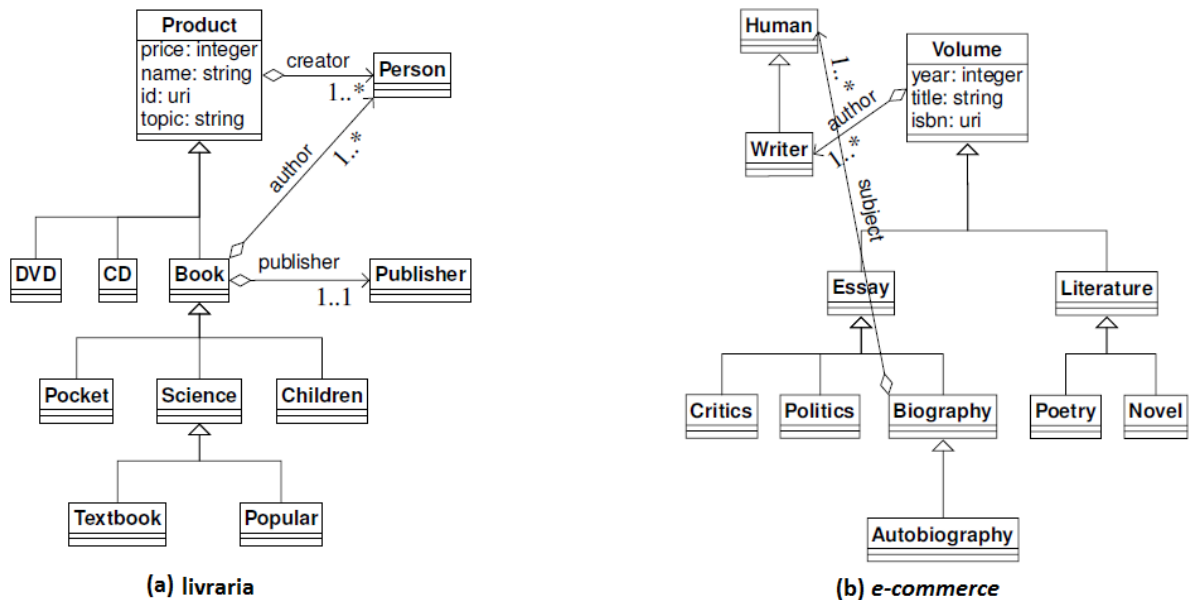 Product
price: integer
name: string
id: uri
topic: string
creator
1..*
Person
author
1..*
DVD
CD
Book
publisher
1..1
Publisher
Pocket
Science
Children
Textbook
Popular
(a) livraria
Human
Volume
year: integer
title: string
isbn: uri
1..*
author
Writer
1..*
subject
Essay
Literature
Critics
Politics
Biography
Poetry
Novel
Autobiography
(b) e-commerce